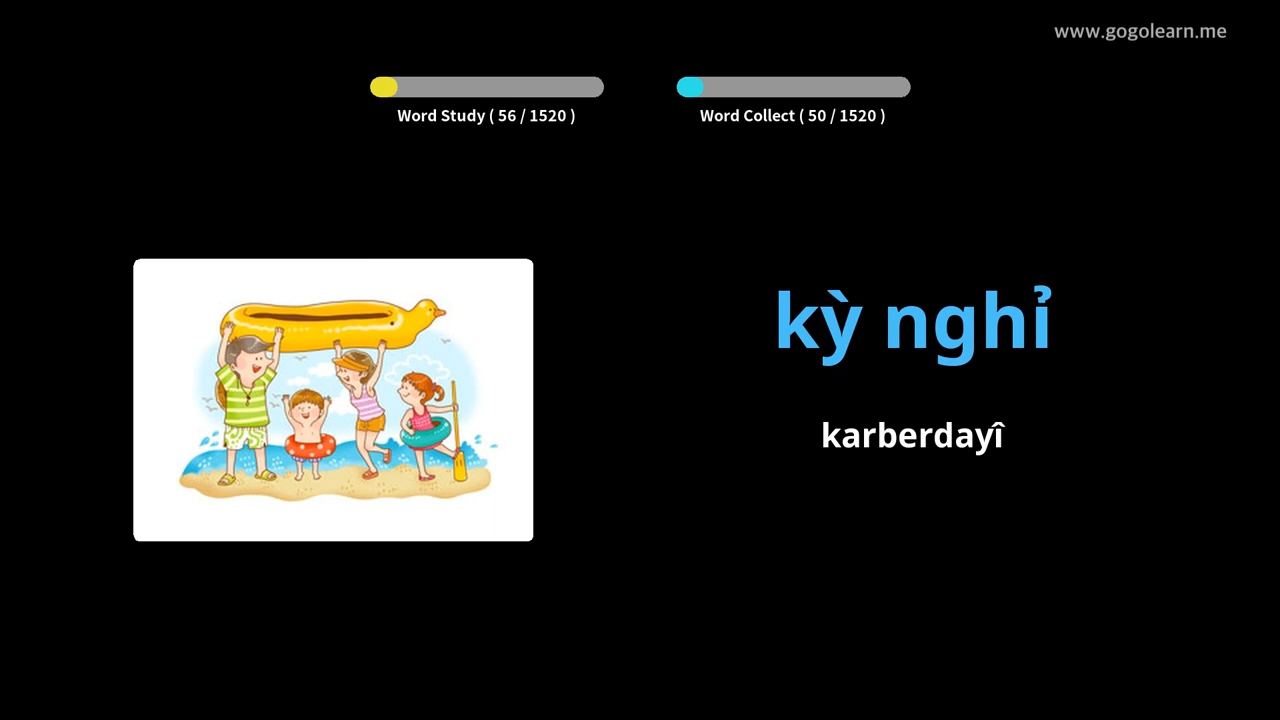 www.gogolearn.me
Word Study ( 56 / 1520 )
Word Collect ( 50 / 1520 )
kỳ nghỉ
karberdayî